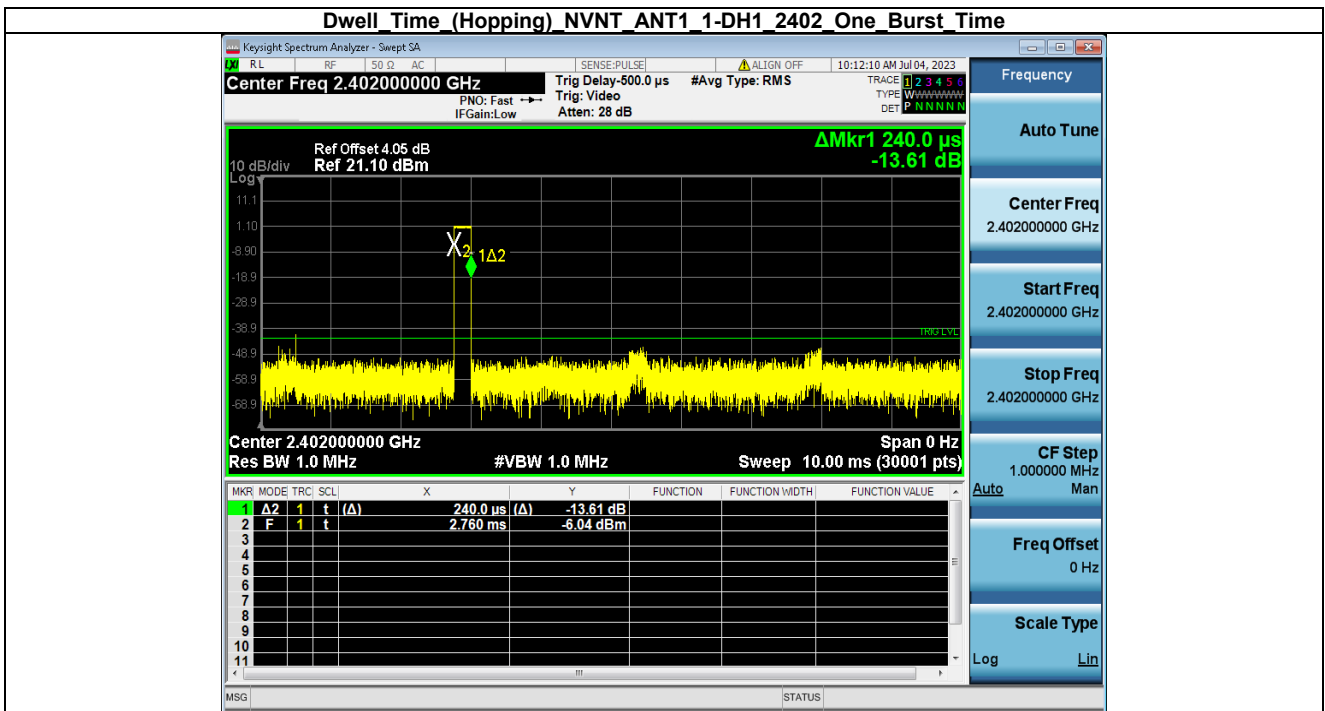 Dwell_Time_(Hopping)_NVNT_ANT1_1-DH1_2402_One_Burst_Time
Keysight Spectrum Analyzer - Swept SA
LXI RL RF 50 Ω AC SENSE:PULSE ALIGN OFF 10:12:10 AM Jul 04, 2023
Center Freq 2.402000000 GHz
PNO: Fast
IFGain:Low
Trig Delay-500.0 µs
Trig: Video
Atten: 28 dB
#Avg Type: RMS
TRACE 1 2 3 4 5 6
TYPE WWWWWW
DET P N N N N N
ΔMkr1 240.0 µs
-13.61 dB
Ref Offset 4.05 dB
10 dB/div Ref 21.10 dBm
Log
11.1
1.10
-8.90
-18.9
-28.9
-38.9
-48.9
-58.9
-68.9
X2
1Δ2
TRIG LVL
Center 2.402000000 GHz Span 0 Hz
Res BW 1.0 MHz #VBW 1.0 MHz Sweep 10.00 ms (30001 pts)
MKR MODE TRC SCL X Y FUNCTION FUNCTION WIDTH FUNCTION VALUE
1 Δ2 1 t (Δ) 240.0 µs (Δ) -13.61 dB
2 F 1 t 2.760 ms -6.04 dBm
3
4
5
6
7
8
9
10
11
MSG STATUS
Frequency
Auto Tune
Center Freq
2.402000000 GHz
Start Freq
2.402000000 GHz
Stop Freq
2.402000000 GHz
CF Step
1.000000 MHz
Auto Man
Freq Offset
0 Hz
Scale Type
Log Lin